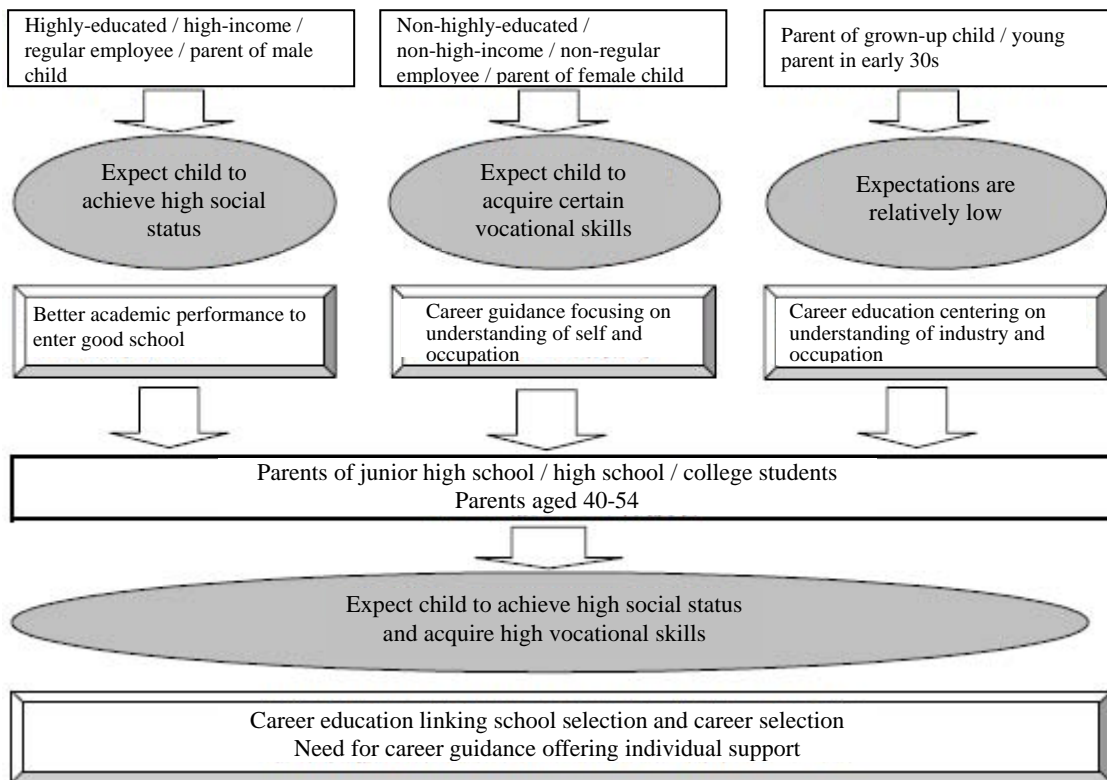 Highly-educated / high-income /
regular employee / parent of male
child
Non-highly-educated /
non-high-income / non-regular
employee / parent of female child
Parent of grown-up child / young
parent in early 30s
Expect child to
achieve high social
status
Expect child to
acquire certain
vocational skills
Expectations are
relatively low
Better academic performance to
enter good school
Career guidance focusing on
understanding of self and
occupation
Career education centering on
understanding of industry and
occupation
Parents of junior high school / high school / college students
Parents aged 40-54
Expect child to achieve high social status
and acquire high vocational skills
Career education linking school selection and career selection
Need for career guidance offering individual support